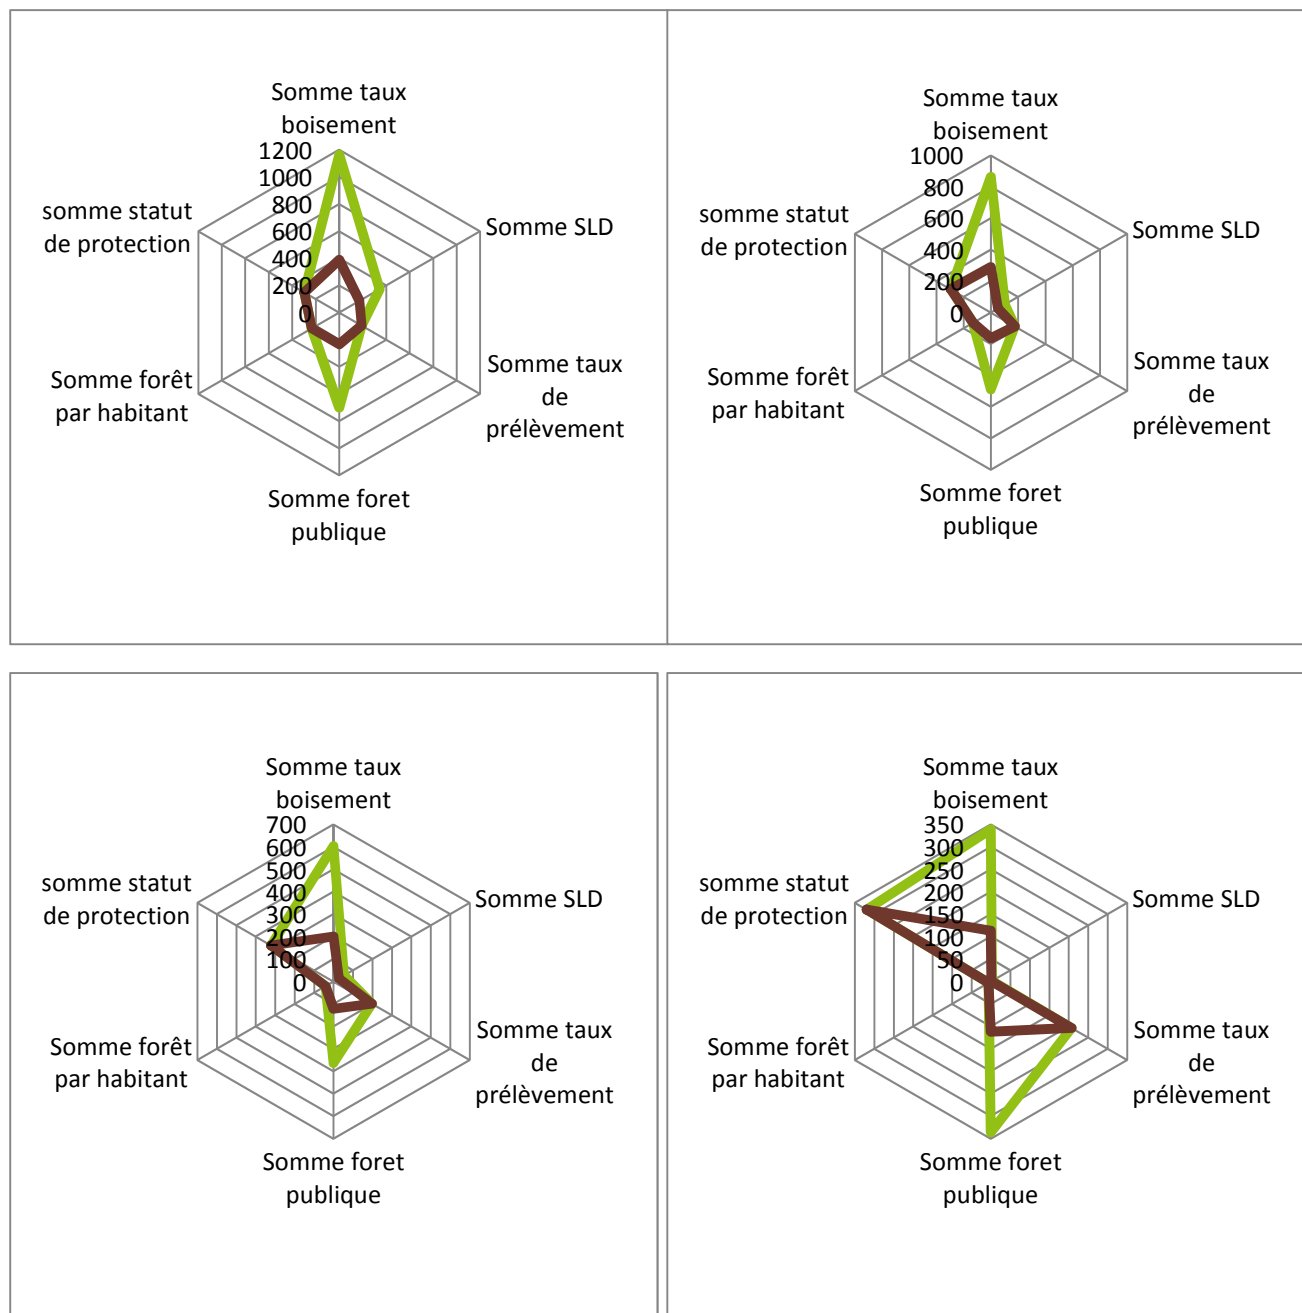 Somme taux
boisement
1200
1000
800
600
400
200
0
Somme SLD
Somme taux
de
prélèvement
Somme foret
publique
Somme forêt
par habitant
somme statut
de protection
Somme taux
boisement
1000
800
600
400
200
0
Somme SLD
Somme taux
de
prélèvement
Somme foret
publique
Somme forêt
par habitant
somme statut
de protection
Somme taux
boisement
700
600
500
400
300
200
100
0
Somme SLD
Somme taux
de
prélèvement
Somme foret
publique
Somme forêt
par habitant
somme statut
de protection
Somme taux
boisement
350
300
250
200
150
100
50
0
Somme SLD
Somme taux
de
prélèvement
Somme foret
publique
Somme forêt
par habitant
somme statut
de protection